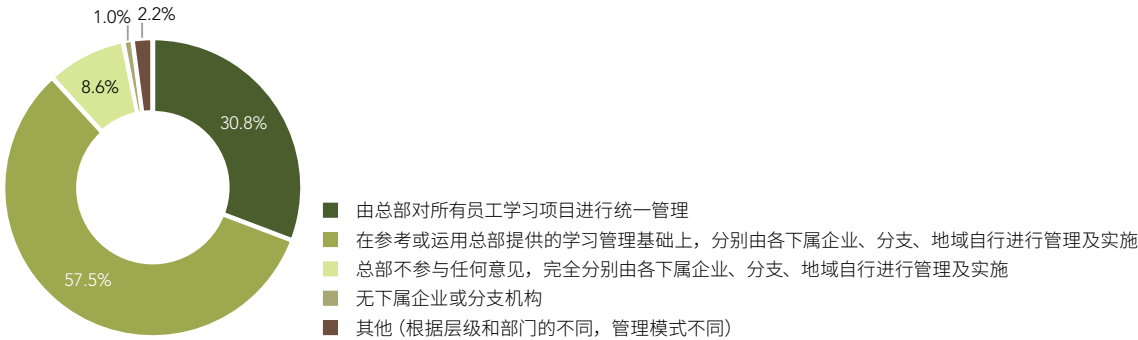 1.0% 2.2%
8.6%
30.8%
57.5%
由总部对所有员工学习项目进行统一管理
在参考或运用总部提供的学习管理基础上，分别由各下属企业、分支、地域自行进行管理及实施
总部不参与任何意见，完全分别由各下属企业、分支、地域自行进行管理及实施
无下属企业或分支机构
其他（根据层级和部门的不同，管理模式不同）